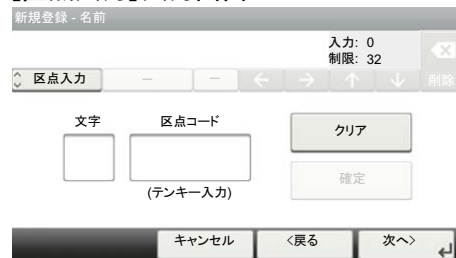 新規登録 - 名前
入力: 0
制限: 32
区点入力 － － ← → ↑ ↓ 削除
文字 区点コード クリア
確定
(テンキー入力)
キャンセル <戻る 次へ>